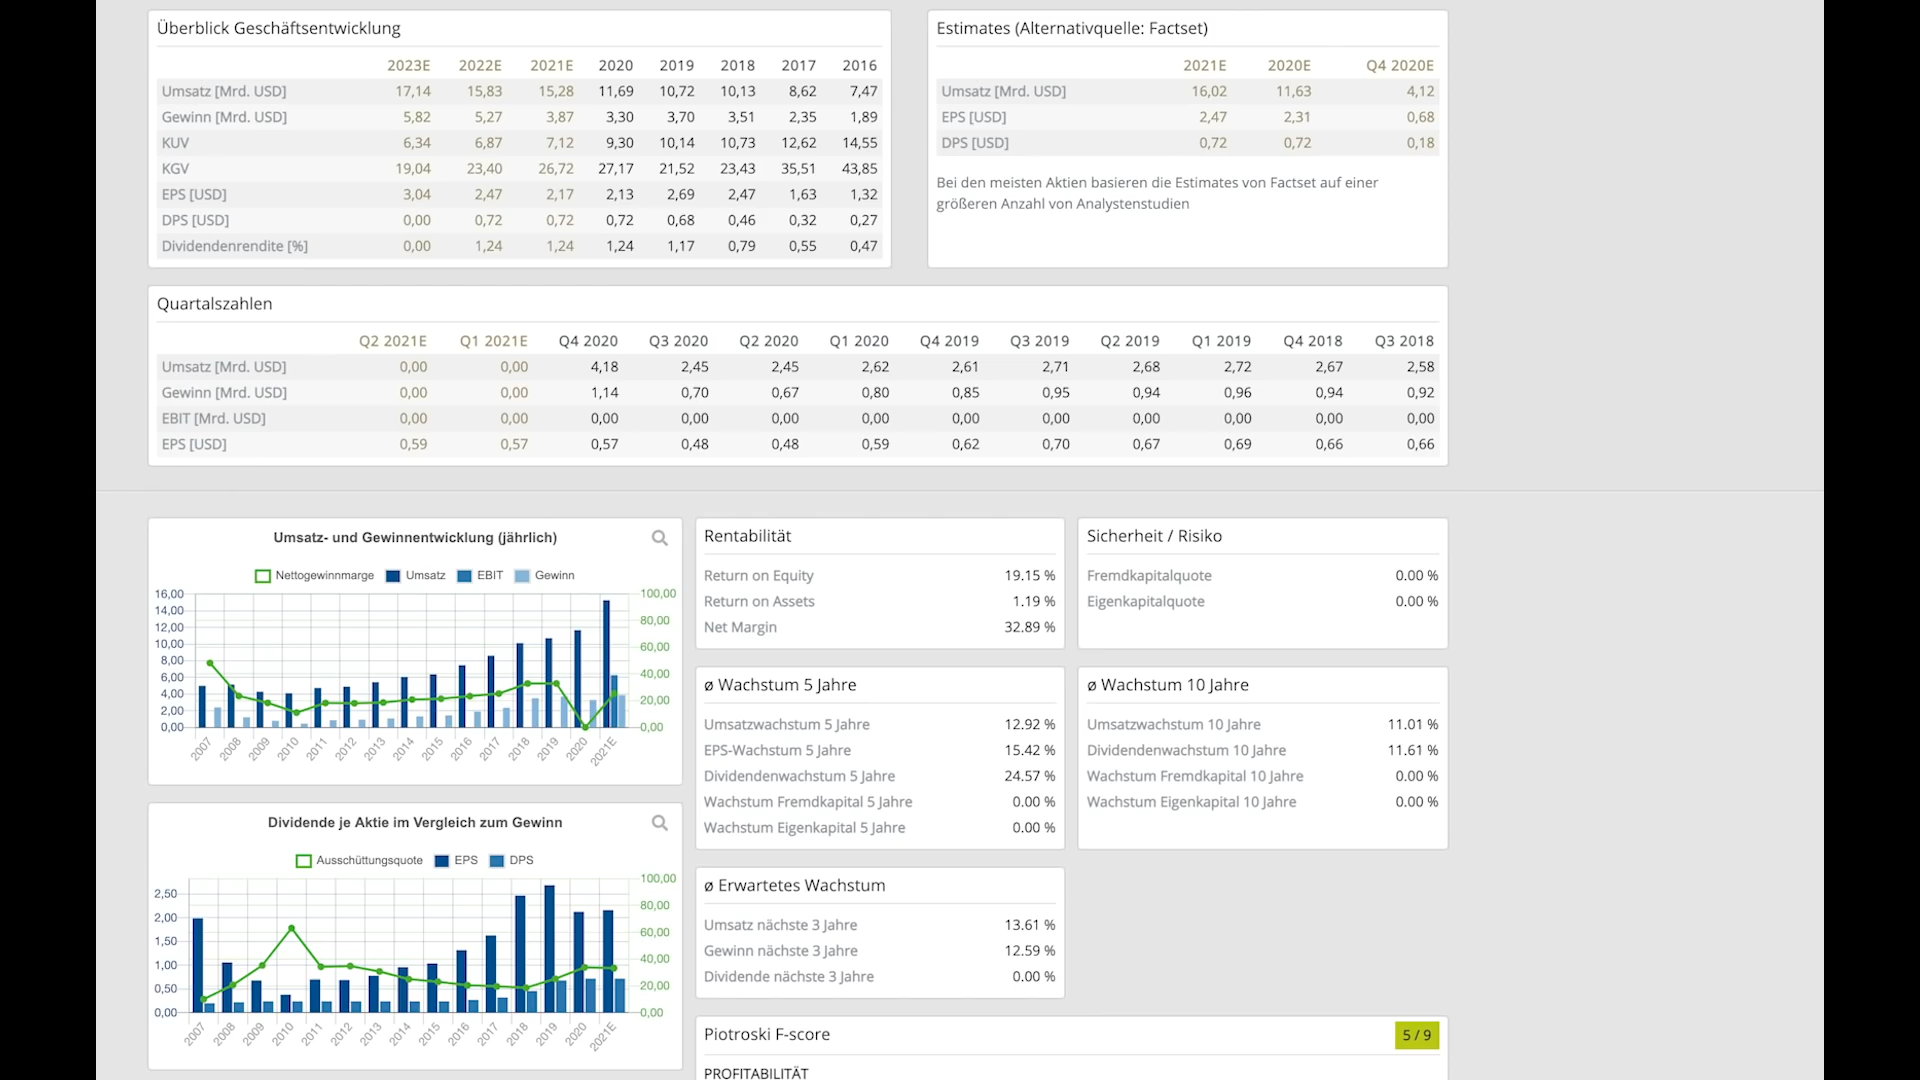 Überblick Geschäftsentwicklung
2023E 2022E 2021E 2020 2019 2018 2017 2016
Umsatz [Mrd. USD] 17,14 15,83 15,28 11,69 10,72 10,13 8,62 7,47
Gewinn [Mrd. USD] 5,82 5,27 3,87 3,30 3,70 3,51 2,35 1,89
KUV 6,34 6,87 7,12 9,30 10,14 10,73 12,62 14,55
KGV 19,04 23,40 26,72 27,17 21,52 23,43 35,51 43,85
EPS [USD] 3,04 2,47 2,17 2,13 2,69 2,47 1,63 1,32
DPS [USD] 0,00 0,72 0,72 0,72 0,68 0,46 0,32 0,27
Dividendenrendite [%] 0,00 1,24 1,24 1,24 1,17 0,79 0,55 0,47
Estimates (Alternativquelle: Factset)
2021E 2020E Q4 2020E
Umsatz [Mrd. USD] 16,02 11,63 4,12
EPS [USD] 2,47 2,31 0,68
DPS [USD] 0,72 0,72 0,18
Bei den meisten Aktien basieren die Estimates von Factset auf einer
größeren Anzahl von Analystenstudien
Quartalszahlen
Q2 2021E Q1 2021E Q4 2020 Q3 2020 Q2 2020 Q1 2020 Q4 2019 Q3 2019 Q2 2019 Q1 2019 Q4 2018 Q3 2018
Umsatz [Mrd. USD] 0,00 0,00 4,18 2,45 2,45 2,62 2,61 2,71 2,68 2,72 2,67 2,58
Gewinn [Mrd. USD] 0,00 0,00 1,14 0,70 0,67 0,80 0,85 0,95 0,94 0,96 0,94 0,92
EBIT [Mrd. USD] 0,00 0,00 0,00 0,00 0,00 0,00 0,00 0,00 0,00 0,00 0,00 0,00
EPS [USD] 0,59 0,57 0,57 0,48 0,48 0,59 0,62 0,70 0,67 0,69 0,66 0,66
Umsatz- und Gewinnentwicklung (jährlich)
Nettogewinnmarge Umsatz EBIT Gewinn
16,00 100,00
14,00 80,00
12,00
10,00 60,00
8,00
6,00 40,00
4,00 20,00
2,00
0,00 0,00
2007 2008 2009 2010 2011 2012 2013 2014 2015 2016 2017 2018 2019 2020 2021E
Dividende je Aktie im Vergleich zum Gewinn
Ausschüttungsquote EPS DPS
100,00
2,50 80,00
2,00 60,00
1,50
1,00 40,00
0,50 20,00
0,00 0,00
2007 2008 2009 2010 2011 2012 2013 2014 2015 2016 2017 2018 2019 2020 2021E
Rentabilität
Return on Equity 19.15 %
Return on Assets 1.19 %
Net Margin 32.89 %
Sicherheit / Risiko
Fremdkapitalquote 0.00 %
Eigenkapitalquote 0.00 %
ø Wachstum 5 Jahre
Umsatzwachstum 5 Jahre 12.92 %
EPS-Wachstum 5 Jahre 15.42 %
Dividendenwachstum 5 Jahre 24.57 %
Wachstum Fremdkapital 5 Jahre 0.00 %
Wachstum Eigenkapital 5 Jahre 0.00 %
ø Wachstum 10 Jahre
Umsatzwachstum 10 Jahre 11.01 %
Dividendenwachstum 10 Jahre 11.61 %
Wachstum Fremdkapital 10 Jahre 0.00 %
Wachstum Eigenkapital 10 Jahre 0.00 %
ø Erwartetes Wachstum
Umsatz nächste 3 Jahre 13.61 %
Gewinn nächste 3 Jahre 12.59 %
Dividende nächste 3 Jahre 0.00 %
Piotroski F-score 5 / 9
PROFITABILITÄT